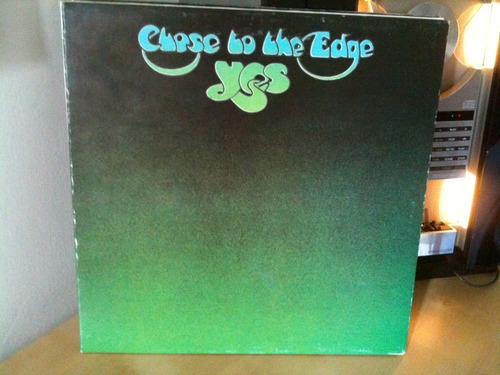 Close to the Edge
yes